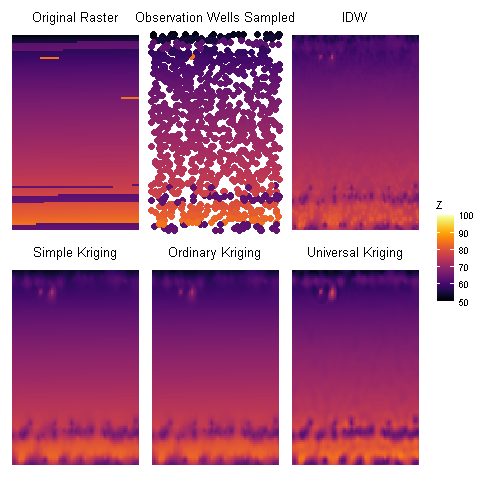 Original Raster
Observation Wells Sampled
IDW
Z
100
90
80
70
60
50
Simple Kriging
Ordinary Kriging
Universal Kriging